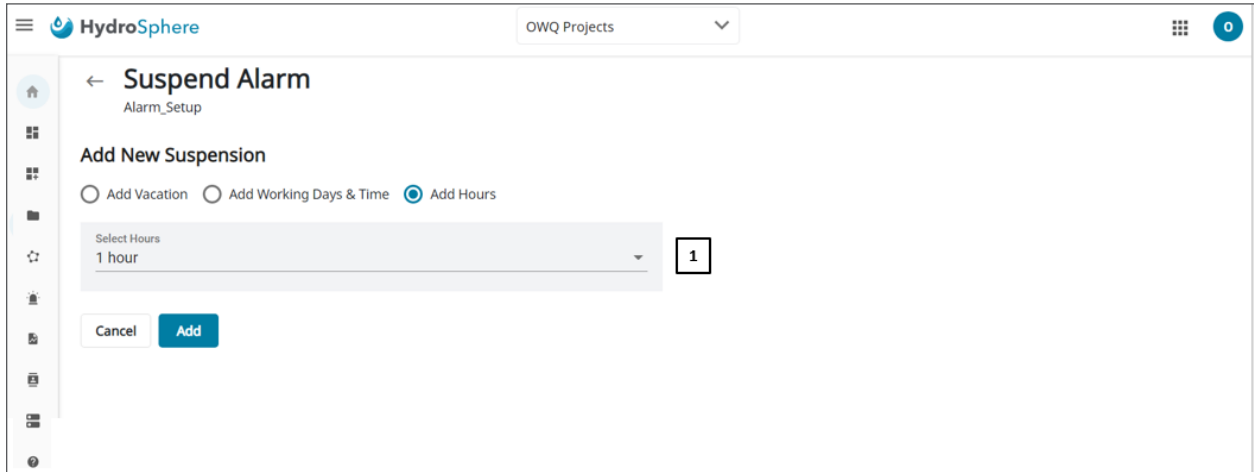 HydroSphere
OWQ Projects
O
Suspend Alarm
Alarm_Setup
Add New Suspension
Add Vacation Add Working Days & Time Add Hours
Select Hours
1 hour
1
Cancel Add
?